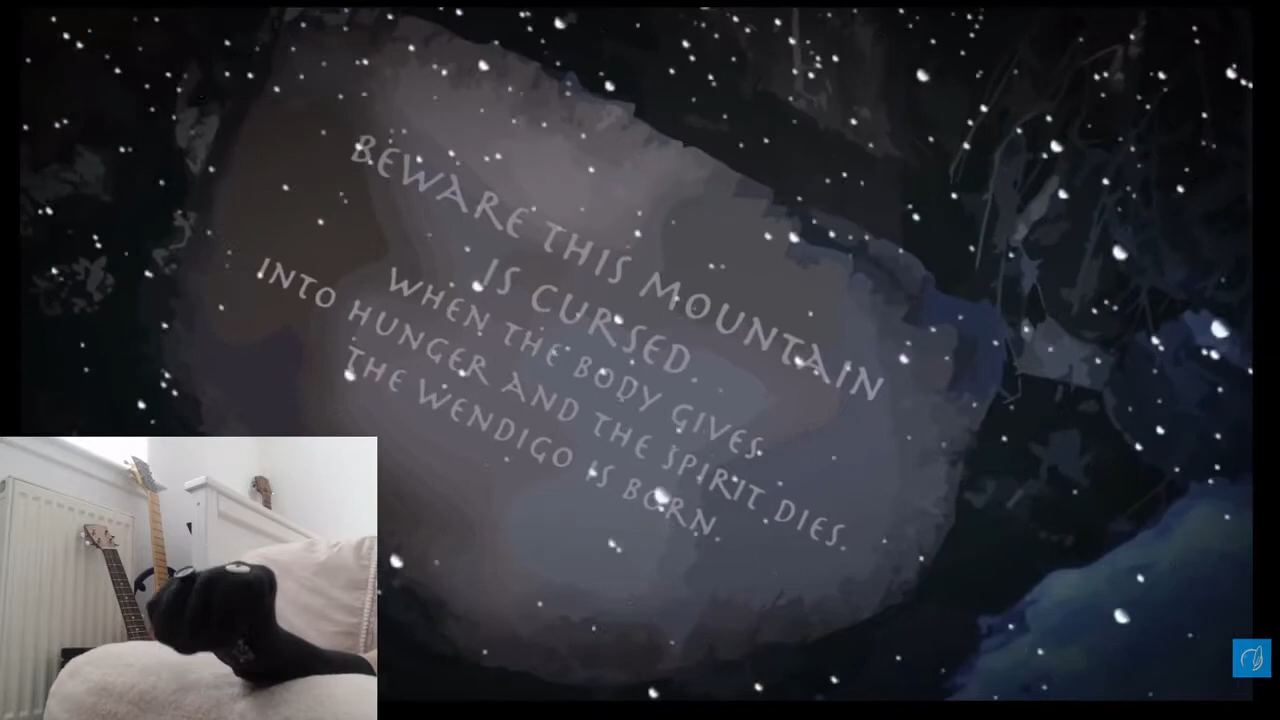 BEWARE THIS MOUNTAIN
IS CURSED.
WHEN THE BODY GIVES
INTO HUNGER AND THE SPIRIT DIES.
THE WENDIGO IS BORN.